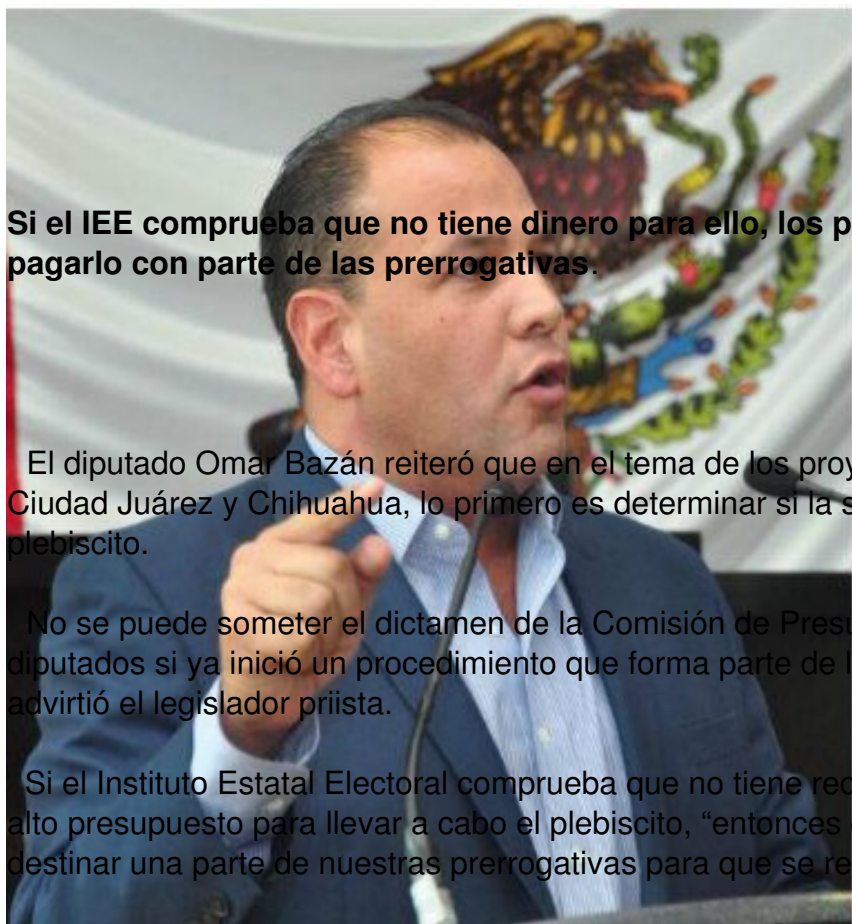 Si el IEE comprueba que no tiene dinero para ello, los
pagarlo con parte de las prerrogativas.
El diputado Omar Bazán reiteró que en el tema de los
Ciudad Juárez y Chihuahua, lo primero es determinar si la
plebiscito.
No se puede someter el dictamen de la Comisión de
diputados si ya inició un procedimiento que forma parte de
advirtió el legislador priista.
Si el Instituto Estatal Electoral comprueba que no tiene
alto presupuesto para llevar a cabo el plebiscito, “entonces
destinar una parte de nuestras prerrogativas para que se